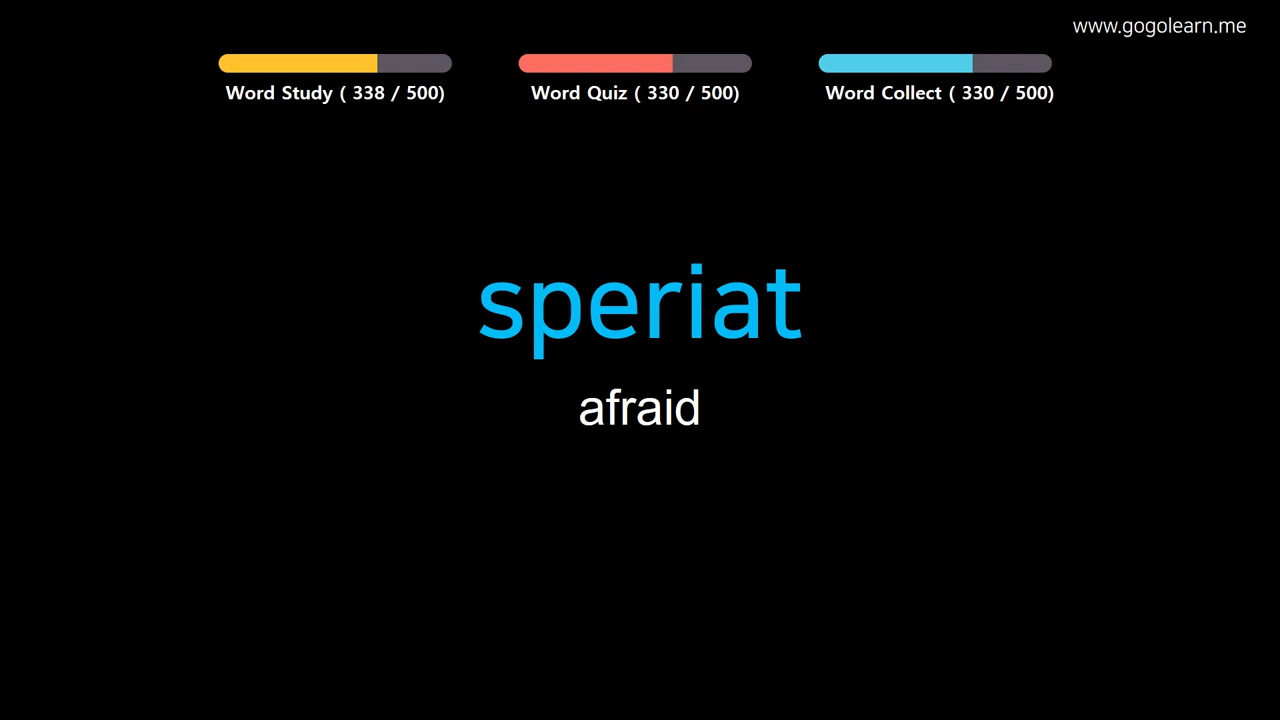 www.gogolearn.me
Word Study ( 338 / 500)
Word Quiz ( 330 / 500)
Word Collect ( 330 / 500)
speriat
afraid